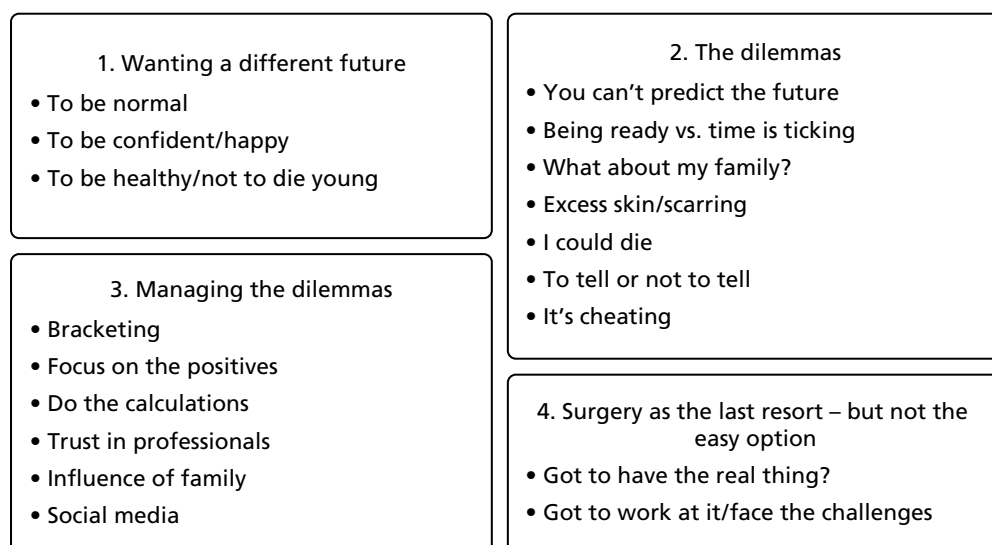 1. Wanting a different future
• To be normal
• To be confident/happy
• To be healthy/not to die young
2. The dilemmas
• You can’t predict the future
• Being ready vs. time is ticking
• What about my family?
• Excess skin/scarring
• I could die
• To tell or not to tell
• It’s cheating
3. Managing the dilemmas
• Bracketing
• Focus on the positives
• Do the calculations
• Trust in professionals
• Influence of family
• Social media
4. Surgery as the last resort – but not the
easy option
• Got to have the real thing?
• Got to work at it/face the challenges